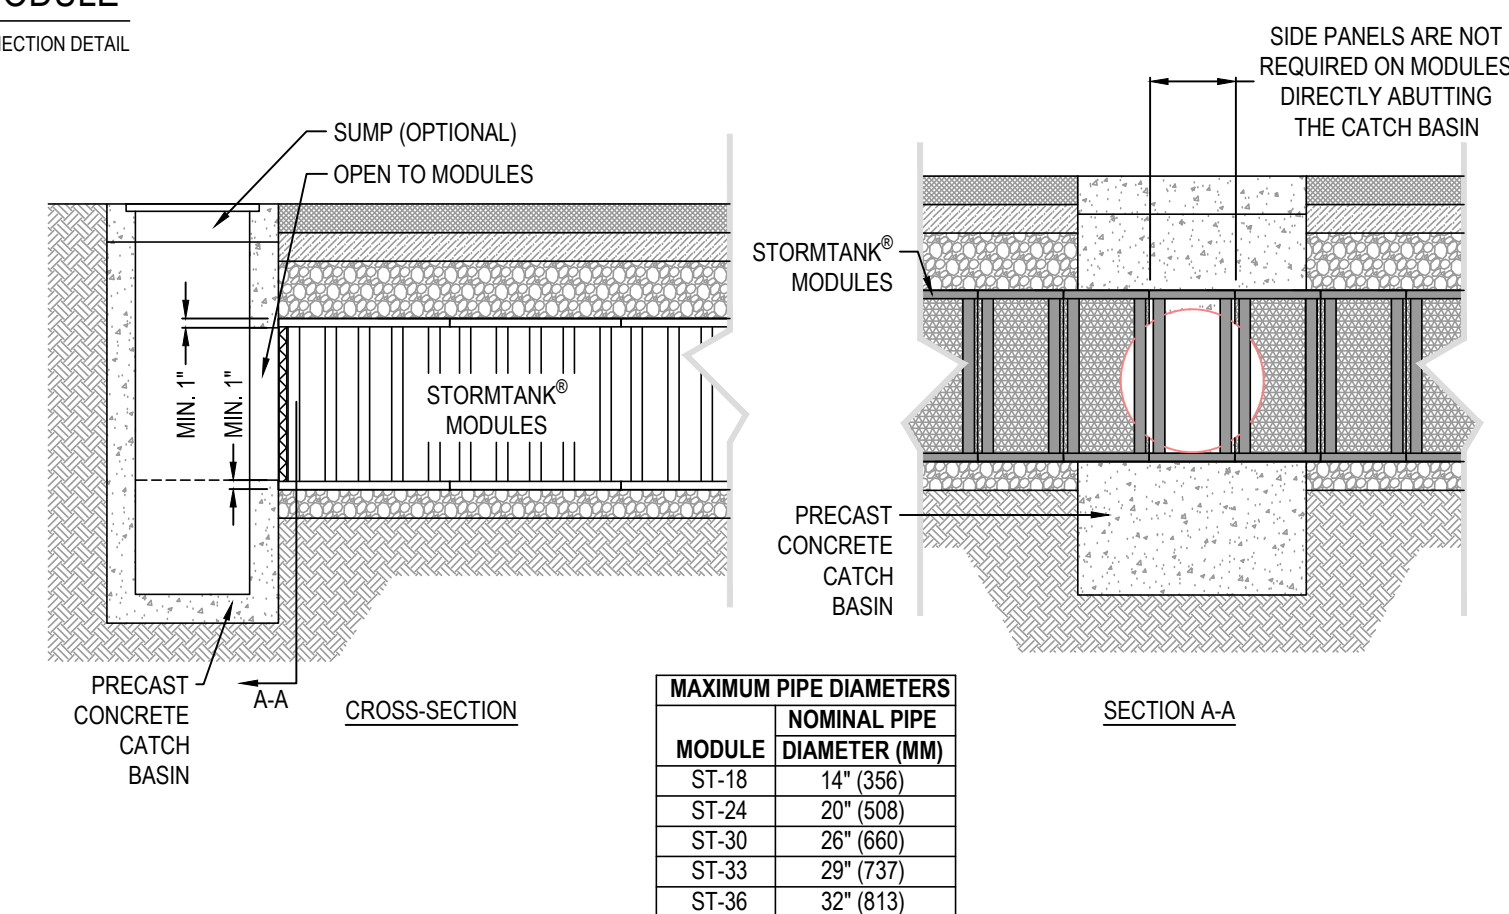 SIDE PANELS ARE NOT
REQUIRED ON MODULES
DIRECTLY ABUTTING
THE CATCH BASIN
SUMP (OPTIONAL)
OPEN TO MODULES
STORMTANK®
MODULES
MIN. 1"
MIN. 1"
STORMTANK®
MODULES
PRECAST
CONCRETE
CATCH
BASIN
PRECAST
CONCRETE
CATCH
BASIN
A-A
CROSS-SECTION
SECTION A-A
MAXIMUM PIPE DIAMETERS
MODULE NOMINAL PIPE
DIAMETER (MM)
ST-18 14" (356)
ST-24 20" (508)
ST-30 26" (660)
ST-33 29" (737)
ST-36 32" (813)